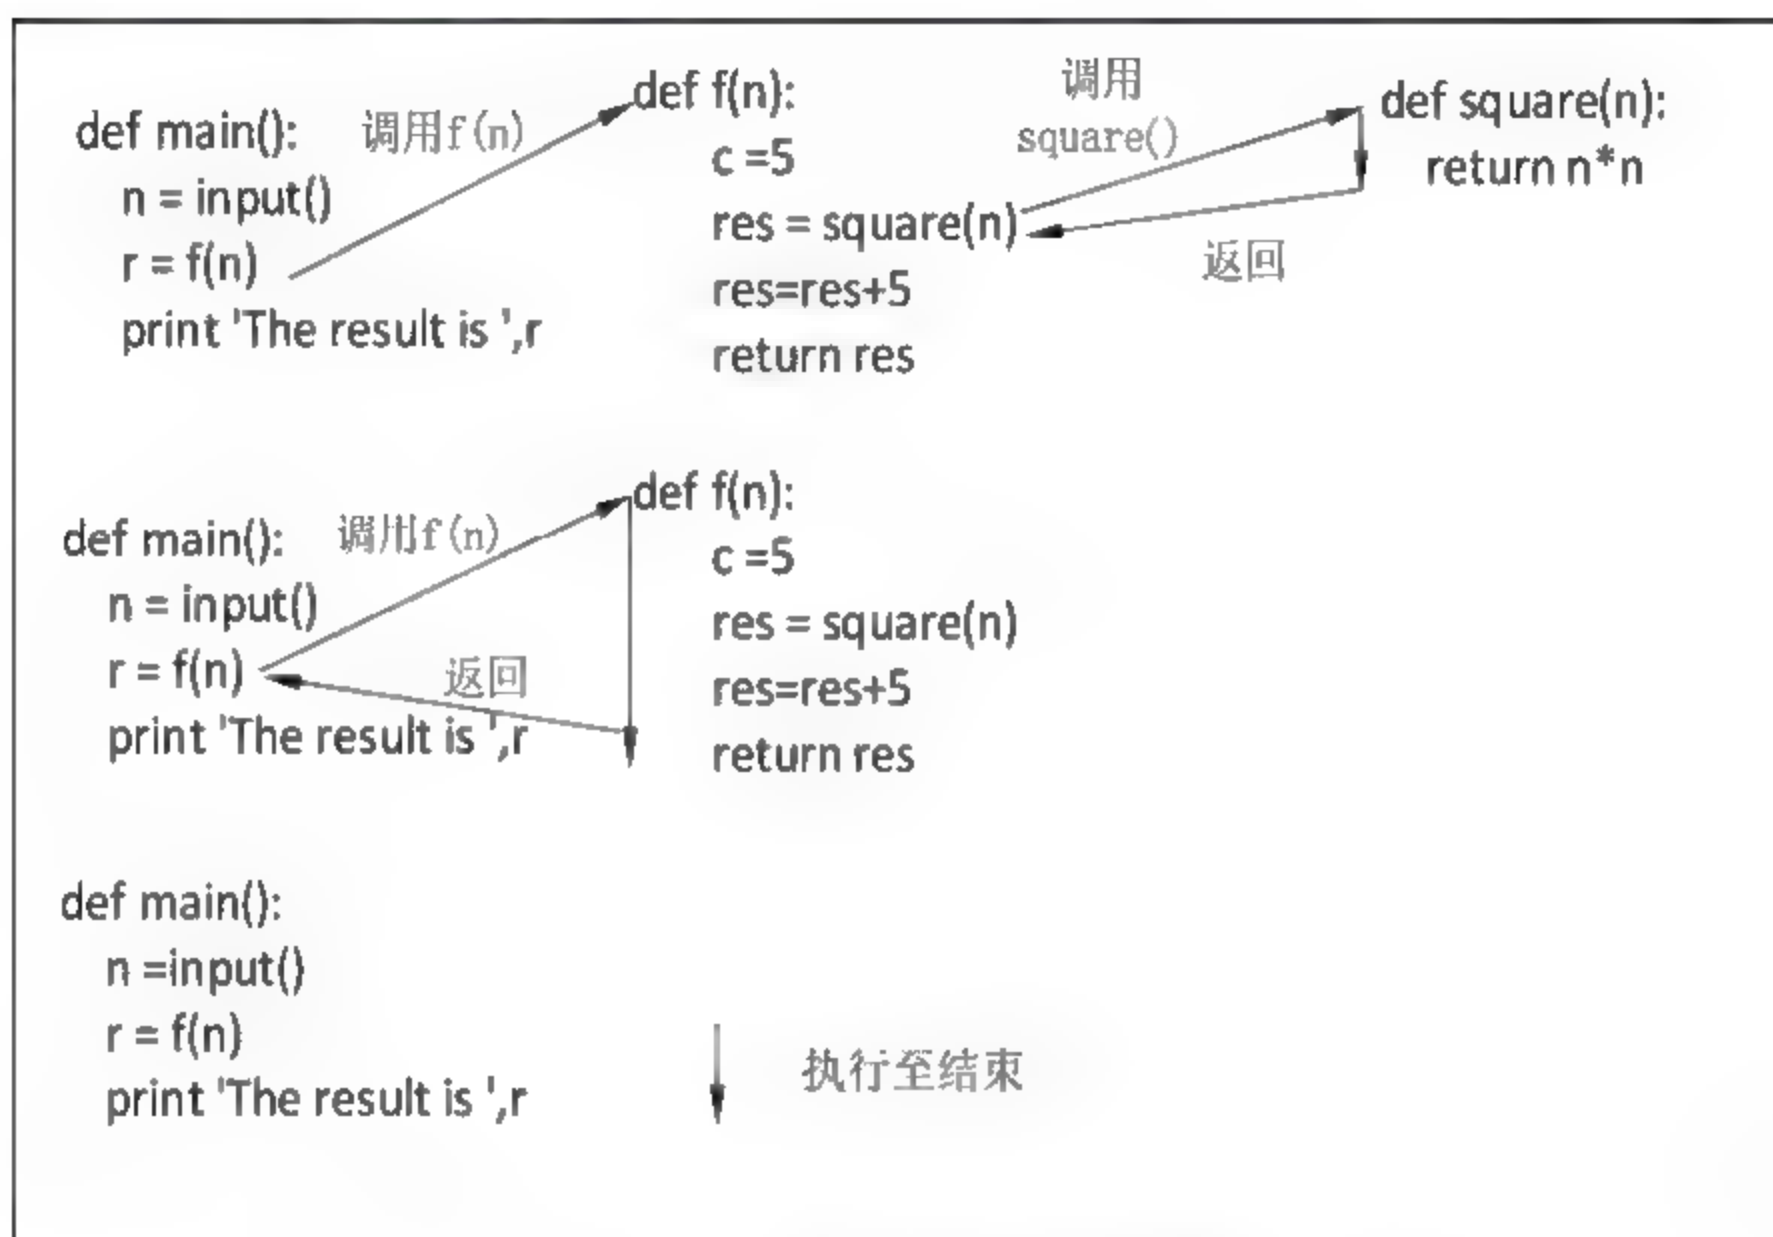 def main():
n = input()
r = f(n)
print 'The result is ',r
调用f(n)
def f(n):
c =5
res = square(n)
res=res+5
return res
调用
square()
def square(n):
return n*n
返回
def main():
n = input()
r = f(n)
print 'The result is ',r
调用f(n)
返回
def f(n):
c =5
res = square(n)
res=res+5
return res
def main():
n =input()
r = f(n)
print 'The result is ',r
执行至结束